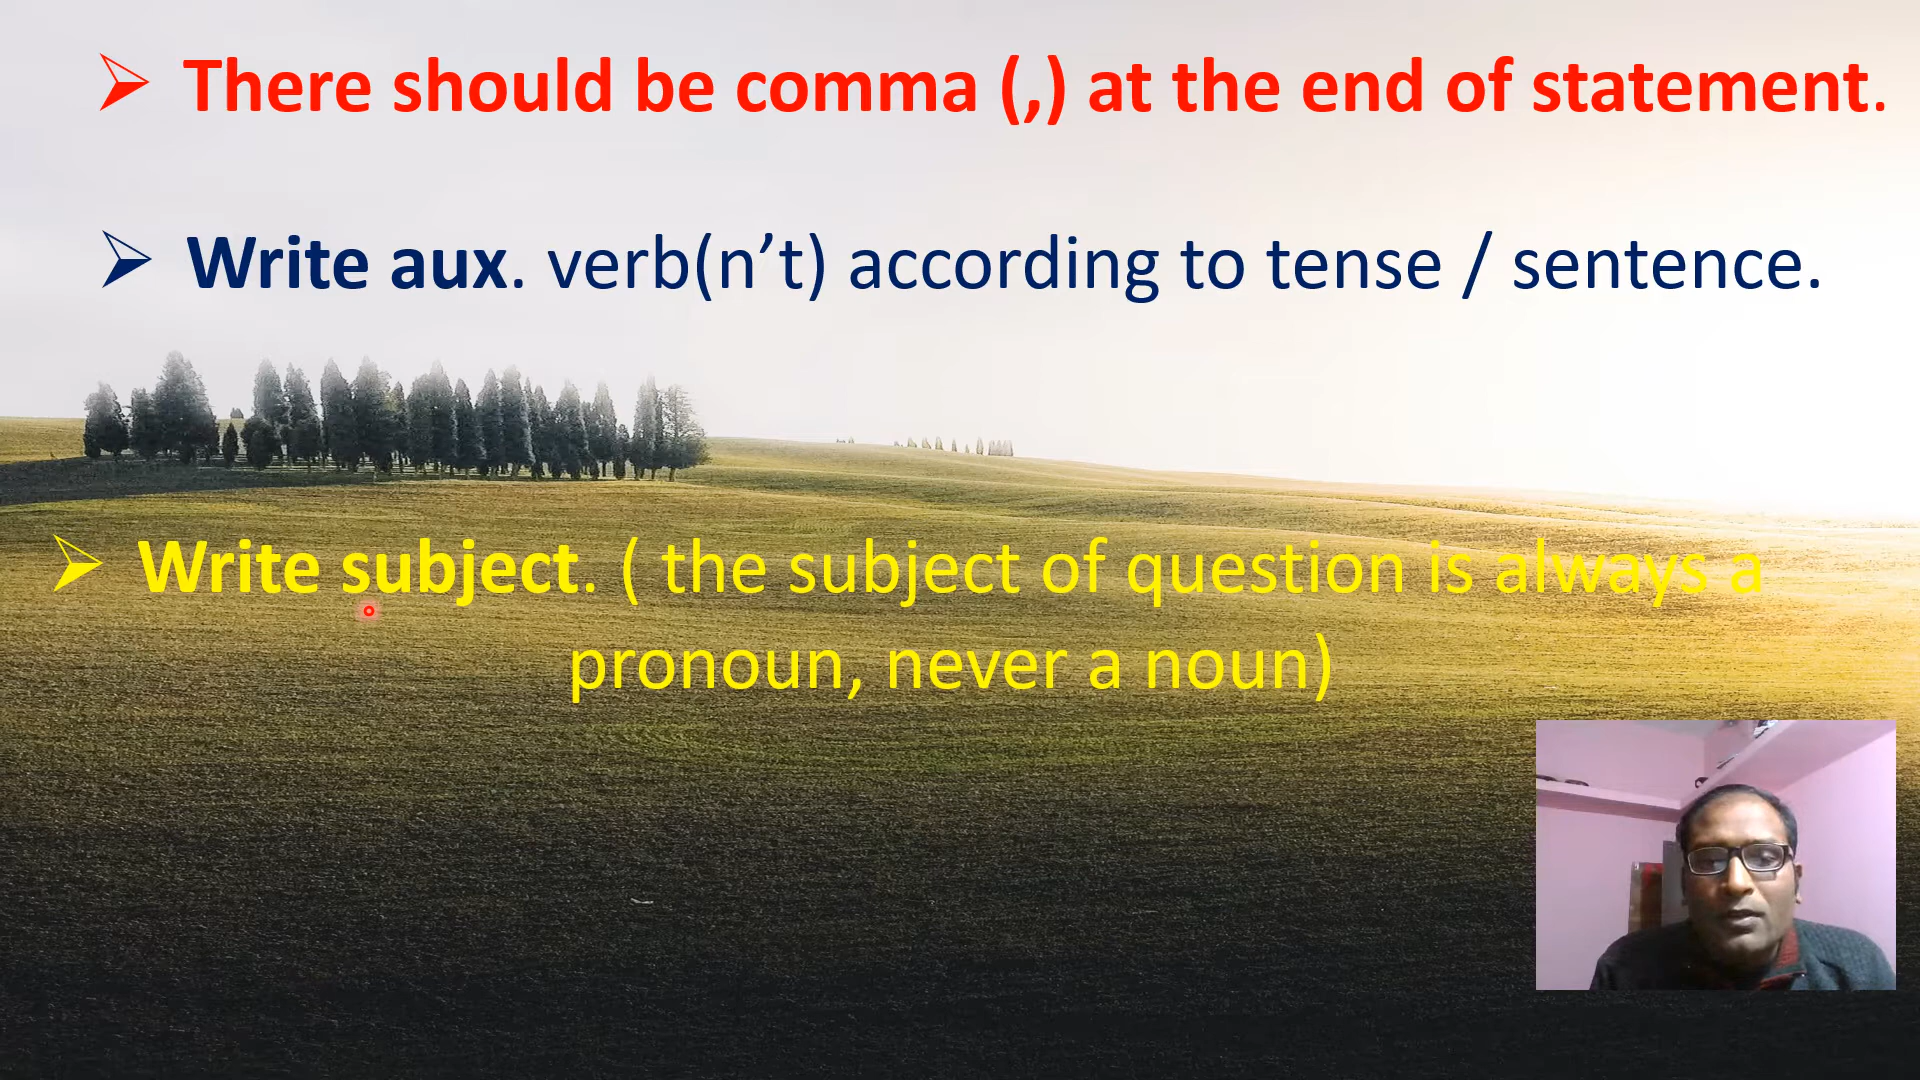 There should be comma (,) at the end of statement.
Write aux. verb(n’t) according to tense / sentence.
Write subject. ( the subject of question is always a
pronoun, never a noun)